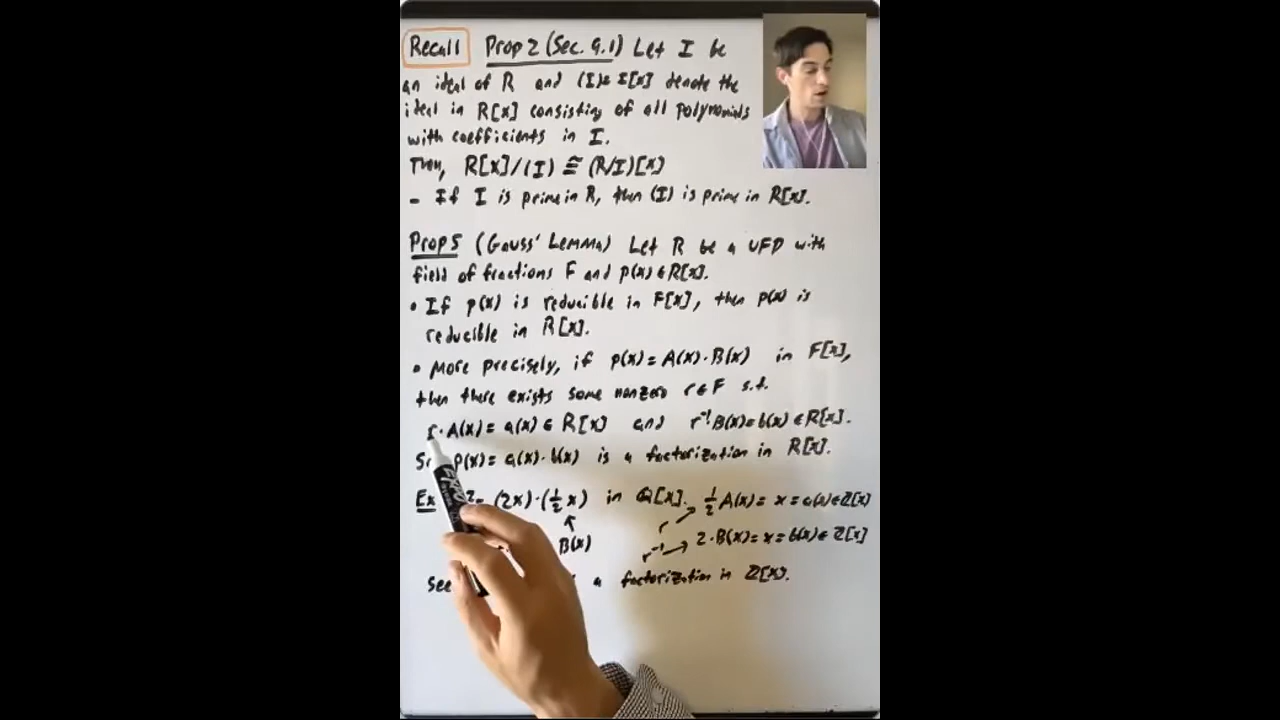 Recall Prop 2 (Sec. 9.1) Let I be
an ideal of R and (I)= I[x] denote the
ideal in R[x] consisting of all polynomials
with coefficients in I.
Then, R[x]/(I) ≅ (R/I)[x]
- If I is prime in R, then (I) is prime in R[x].
Prop 5 (Gauss' Lemma) Let R be a UFD with
field of fractions F and p(x) ∈ R[x].
• If p(x) is reducible in F[x], then p(x) is
reducible in R[x].
• More precisely, if p(x) = A(x)·B(x) in F[x],
then there exists some nonzero r ∈ F s.t.
r·A(x) = a(x) ∈ R[x] and r⁻¹B(x) = b(x) ∈ R[x].
p(x) = a(x)·b(x) is a factorization in R[x].
Ex = (2x)·(½x) in Q[x]. ½A(x) = x = a(x) ∈ Z[x]
B(x) r r⁻¹ 2·B(x) = x = b(x) ∈ Z[x]
See a factorization in Z[x].